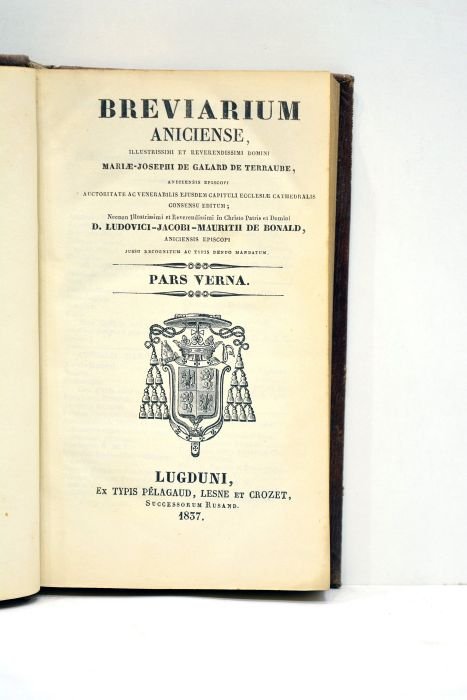 BREVIARIUM
ANICIENSE,
ILLUSTRISSIMI ET REVERENDISSIMI DOMINI
MARIÆ-JOSEPHI DE GALARD DE TERRAUBE,
ANICIENSIS EPISCOPI
AUCTORITATE AC VENERABILIS EJUSDEM CAPITULI ECCLESIÆ CATHEDRALIS
CONSENSU EDITUM;
Necnon Illustrissimi et Reverendissimi in Christo Patris et Domini
D. LUDOVICI-JACOBI-MAURITII DE BONALD,
ANICIENSIS EPISCOPI
JUSSU RECOGNITUM AC TYPIS DENUO MANDATUM.
PARS VERNA.
LUGDUNI,
EX TYPIS PÉLAGAUD, LESNE ET CROZET,
SUCCESSORUM RUSAND.
1837.